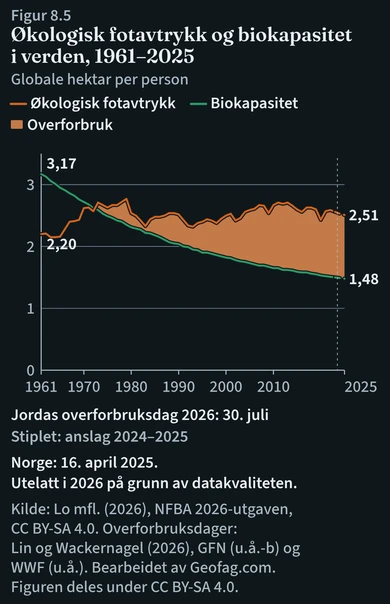 Figur 8.5
Økologisk fotavtrykk og biokapasitet
i verden, 1961–2025
Globale hektar per person
Økologisk fotavtrykk
Biokapasitet
Overforbruk
3,17
3
2,51
2
2,20
1,48
1
0
1961 1970 1980 1990 2000 2010 2025
Jordas overforbruksdag 2026: 30. juli
Stiplet: anslag 2024–2025
Norge: 16. april 2025.
Utelatt i 2026 på grunn av datakvaliteten.
Kilde: Lo mfl. (2026), NFBA 2026-utgaven,
CC BY-SA 4.0. Overforbruksdager:
Lin og Wackernagel (2026), GFN (u.å.-b) og
WWF (u.å.). Bearbeidet av Geofag.com.
Figuren deles under CC BY-SA 4.0.